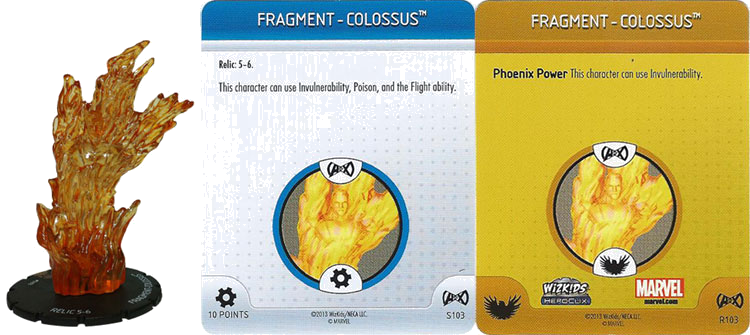 RELIC 5-6
FRAGMENT - COLOSSUS™
Relic: 5-6.
This character can use Invulnerability, Poison, and the Flight ability.
10 POINTS
©2013 WizKids/NECA LLC.
© MARVEL
S103
FRAGMENT - COLOSSUS™
Phoenix Power This character can use Invulnerability.
WIZKIDS
HEROCLIX
MARVEL
marvel.com
©2013 WizKids/NECA LLC.
© MARVEL
R103